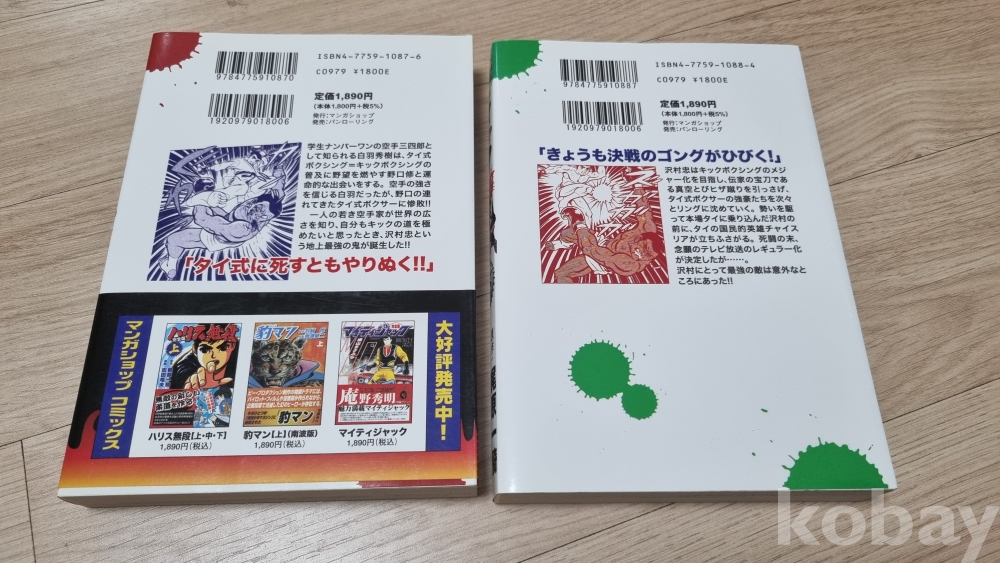 ISBN4-7759-1087-6
C0979 ¥1800E
9784775910870
1920979018006
定価1,890円
(本体1,800円+税5%)
発行:マンガショップ
発売:パンローリング
学生ナンバーワンの空手三四郎と
して知られる白羽秀樹は、タイ式
ボクシング=キックボクシングの
普及に野望を燃やす野口修と運
命的な出会いをする。空手の強
さを信じる白羽だったが、野口の連
れてきたタイ式ボクサーに惨敗!!
一人の若き空手家が世界の広
さを知り、自分もキックの道を極
めたいと思ったとき、沢村忠とい
う地上最強の鬼が誕生した!!
「タイ式に死すともやりぬく!!」
マンガショップ コミックス
大好評発売中!
ハリス無段
上
豹マン
上
豹マン
マイティジャック
庵野秀明
魅力満載マイティジャック
ハリス無段[上・中・下]
1,890円(税込)
豹マン[上](南波版)
1,890円(税込)
マイティジャック
1,890円(税込)
ISBN4-7759-1088-4
C0979 ¥1800E
9784775910887
1920979018006
定価1,890円
(本体1,800円+税5%)
発行:マンガショップ
発売:パンローリング
「きょうも決戦のゴングがひびく!」
沢村忠はキックボクシングのメジ
ャー化を目指し、伝家の宝刀であ
る真空とびヒザ蹴りを引っさげ、
タイ式ボクサーの強豪たちを次々
とリングに沈めていく。勢いを駆
って本場タイに乗り込んだ沢村の
前に、タイの国民的英雄チャイス
リアが立ちふさがる。死闘の末、
念願のテレビ放送のレギュラー化
が決定したが……。
沢村にとって最強の敵は意外なと
ころにあった!!
kobay